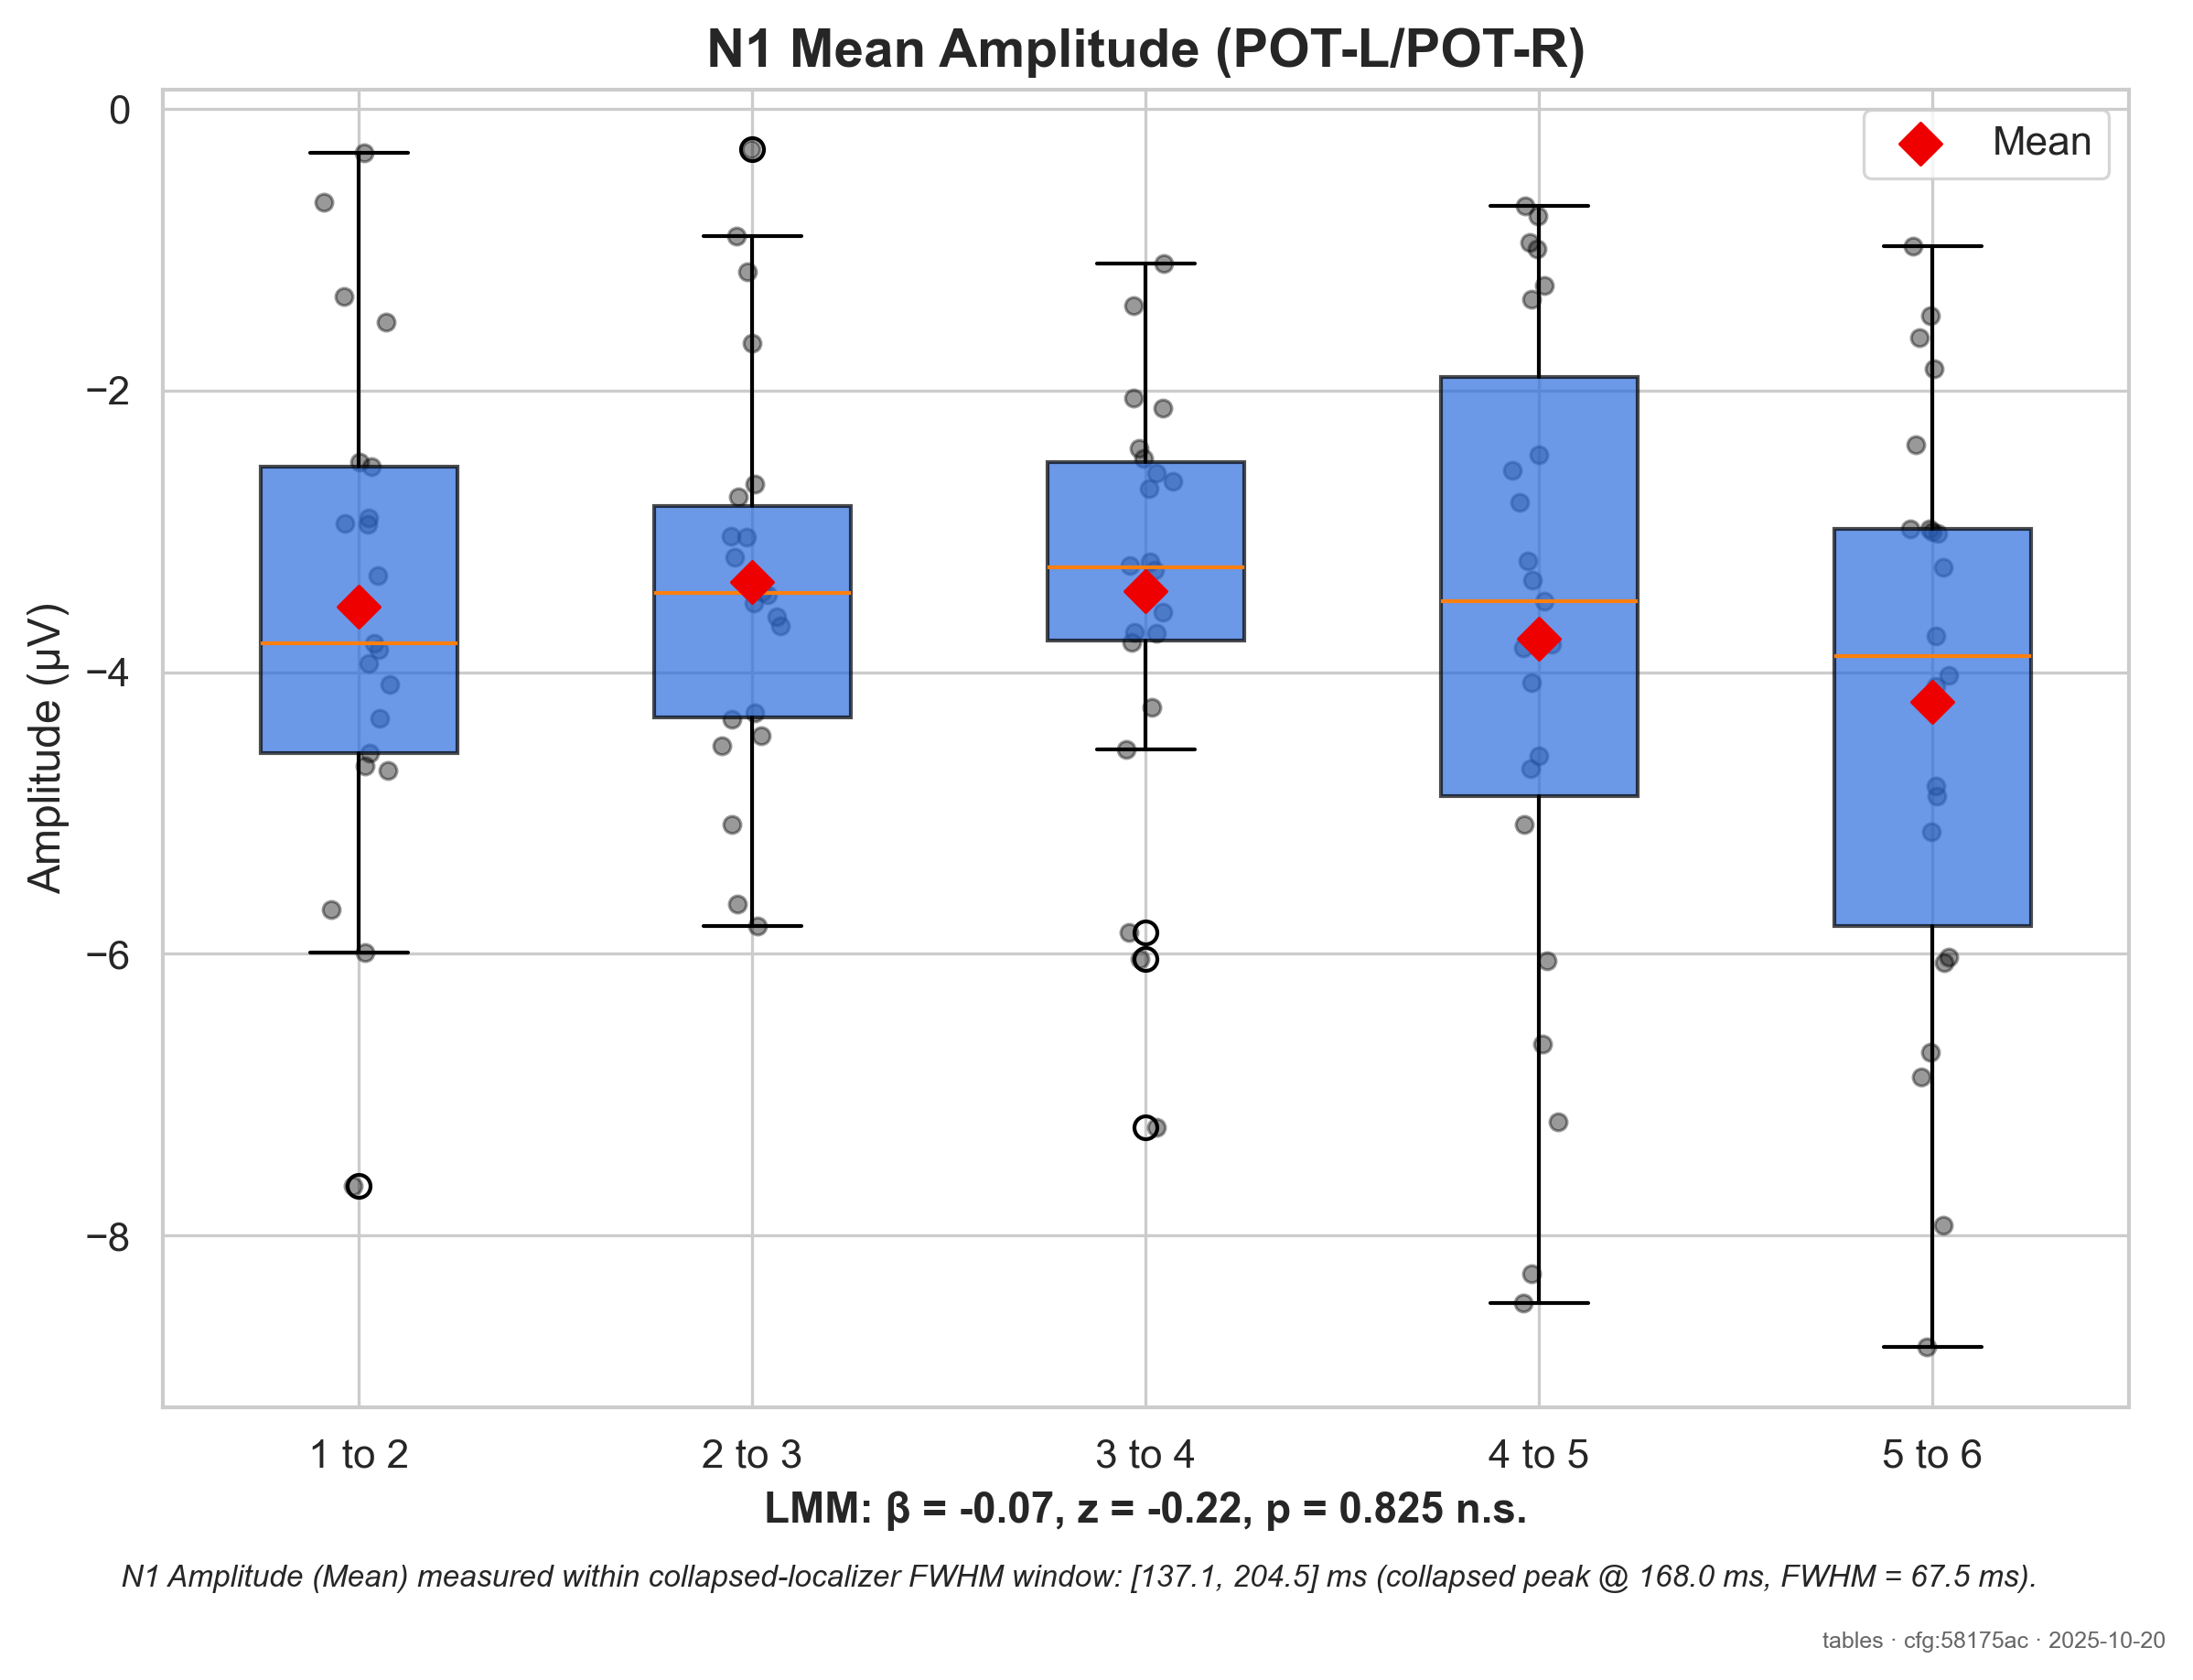 N1 Mean Amplitude (POT-L/POT-R)
Mean
Amplitude (µV)
0
−2
−4
−6
−8
1 to 2 2 to 3 3 to 4 4 to 5 5 to 6
LMM: β = -0.07, z = -0.22, p = 0.825 n.s.
N1 Amplitude (Mean) measured within collapsed-localizer FWHM window: [137.1, 204.5] ms (collapsed peak @ 168.0 ms, FWHM = 67.5 ms).
tables · cfg:58175ac · 2025-10-20